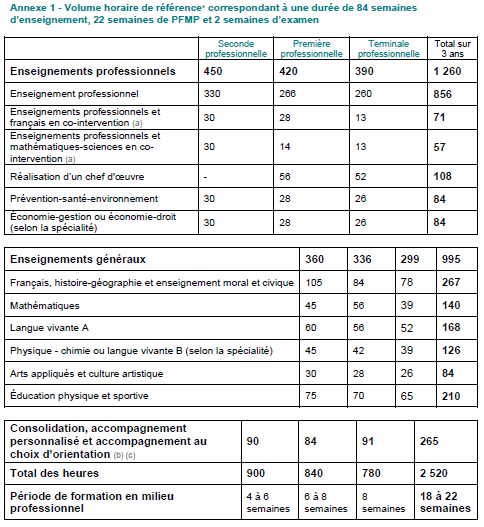 Annexe 1 - Volume horaire de référence* correspondant à une durée de 84 semaines
d'enseignement, 22 semaines de PFMP et 2 semaines d'examen
Seconde professionnelle Première professionnelle Terminale professionnelle Total sur 3 ans
Enseignements professionnels 450 420 390 1 260
Enseignement professionnel 330 266 260 856
Enseignements professionnels et
français en co-intervention (a) 30 28 13 71
Enseignements professionnels et
mathématiques-sciences en co-
intervention (a) 30 14 13 57
Réalisation d'un chef d'œuvre - 56 52 108
Prévention-santé-environnement 30 28 26 84
Économie-gestion ou économie-droit
(selon la spécialité) 30 28 26 84
Enseignements généraux 360 336 299 995
Français, histoire-géographie et enseignement moral et civique 105 84 78 267
Mathématiques 45 56 39 140
Langue vivante A 60 56 52 168
Physique - chimie ou langue vivante B (selon la spécialité) 45 42 39 126
Arts appliqués et culture artistique 30 28 26 84
Éducation physique et sportive 75 70 65 210
Consolidation, accompagnement
personnalisé et accompagnement au
choix d'orientation (b) (c) 90 84 91 265
Total des heures 900 840 780 2 520
Période de formation en milieu
professionnel 4 à 6 semaines 6 à 8 semaines 8 semaines 18 à 22 semaines